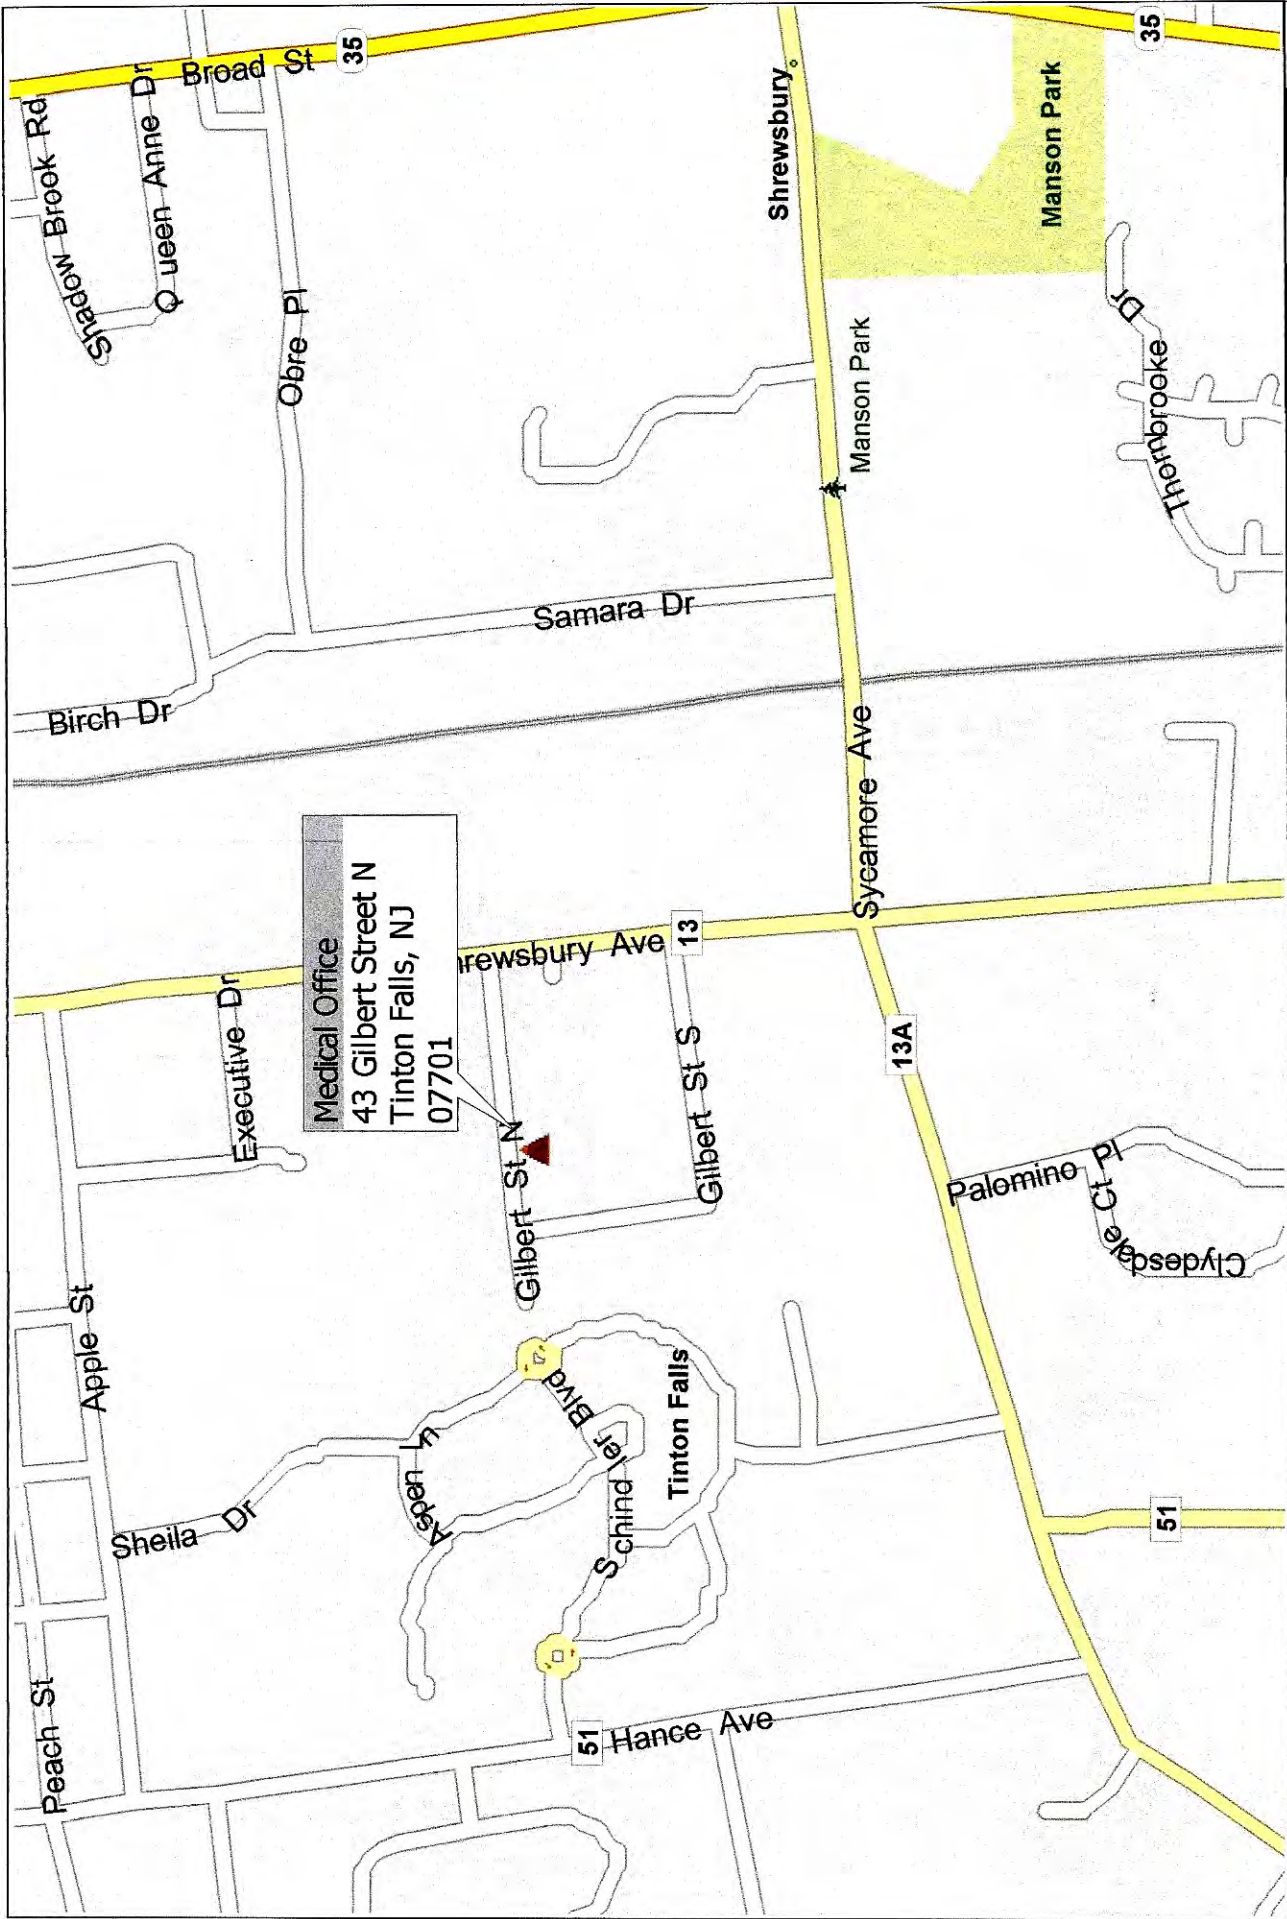 Shadow Brook Rd
Queen Anne Dr
Broad St
35
35
Obre Pl
Shrewsbury
Manson Park
Manson Park
Thornbrooke Dr
Samara Dr
Birch Dr
Sycamore Ave
Medical Office
43 Gilbert Street N
Tinton Falls, NJ
07701
hrewsbury Ave
13
Executive Dr
Gilbert St N
Gilbert St S
13A
Palomino Pl
Clydesdale Ct
Apple St
Sheila Dr
Aspen Ln
Schindler Blvd
Tinton Falls
51
Peach St
51
Hance Ave